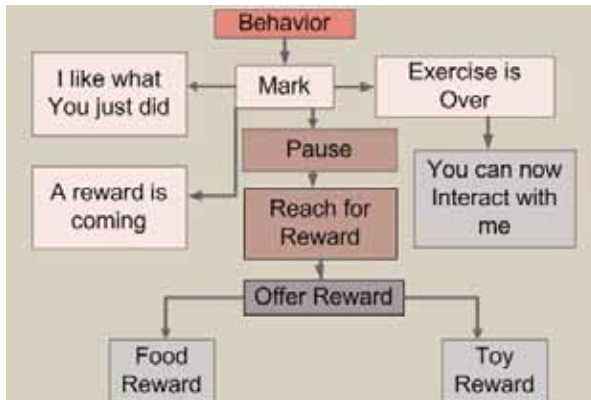 Behavior
I like what
You just did
Mark
Exercise is
Over
Pause
You can now
Interact with
me
A reward is
coming
Reach for
Reward
Offer Reward
Food
Reward
Toy
Reward